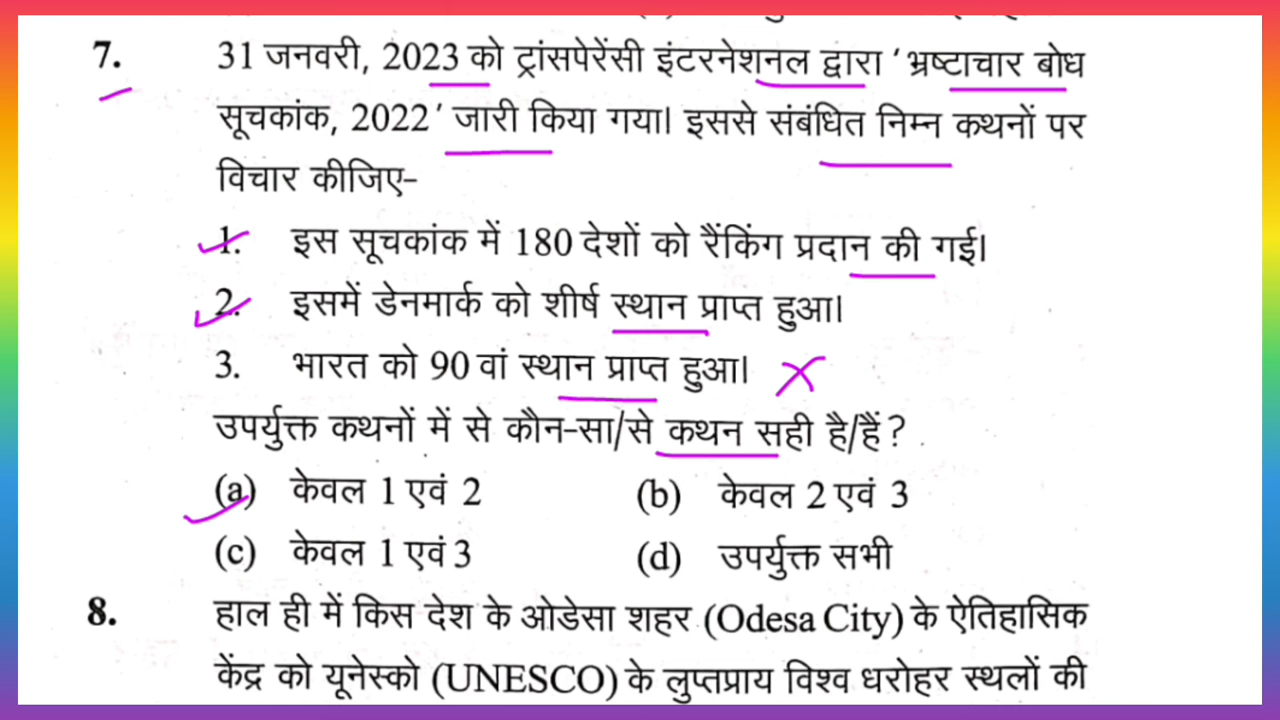 7. 31 जनवरी, 2023 को ट्रांसपेरेंसी इंटरनेशनल द्वारा ‘भ्रष्टाचार बोध
सूचकांक, 2022’ जारी किया गया। इससे संबंधित निम्न कथनों पर
विचार कीजिए-
1. इस सूचकांक में 180 देशों को रैंकिंग प्रदान की गई।
2. इसमें डेनमार्क को शीर्ष स्थान प्राप्त हुआ।
3. भारत को 90 वां स्थान प्राप्त हुआ।
उपर्युक्त कथनों में से कौन-सा/से कथन सही है/हैं?
(a) केवल 1 एवं 2 (b) केवल 2 एवं 3
(c) केवल 1 एवं 3 (d) उपर्युक्त सभी
8. हाल ही में किस देश के ओडेसा शहर (Odesa City) के ऐतिहासिक
केंद्र को यूनेस्को (UNESCO) के लुप्तप्राय विश्व धरोहर स्थलों की